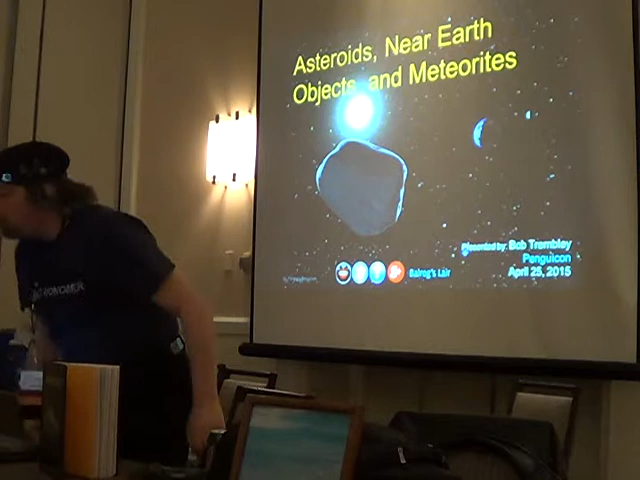 Asteroids, Near Earth
Objects, and Meteorites
Presented by: Bob Trembley
Penguicon
April 25, 2015
Balrog's Lair